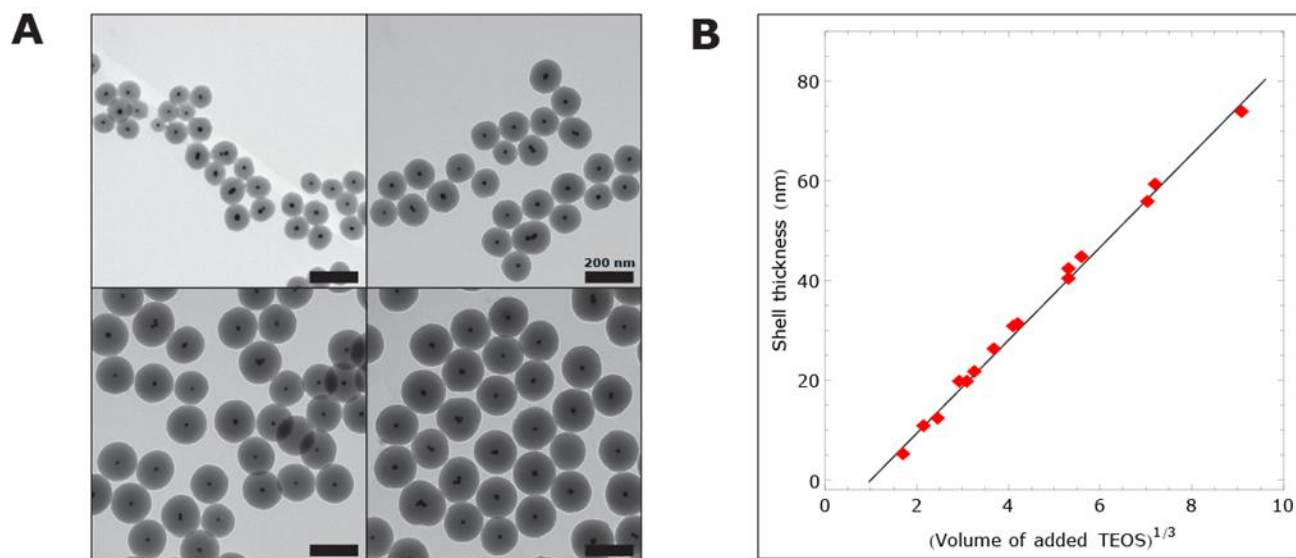 A
200 nm
B
Shell thickness (nm)
80
60
40
20
0
0 2 4 6 8 10
(Volume of added TEOS)^1/3